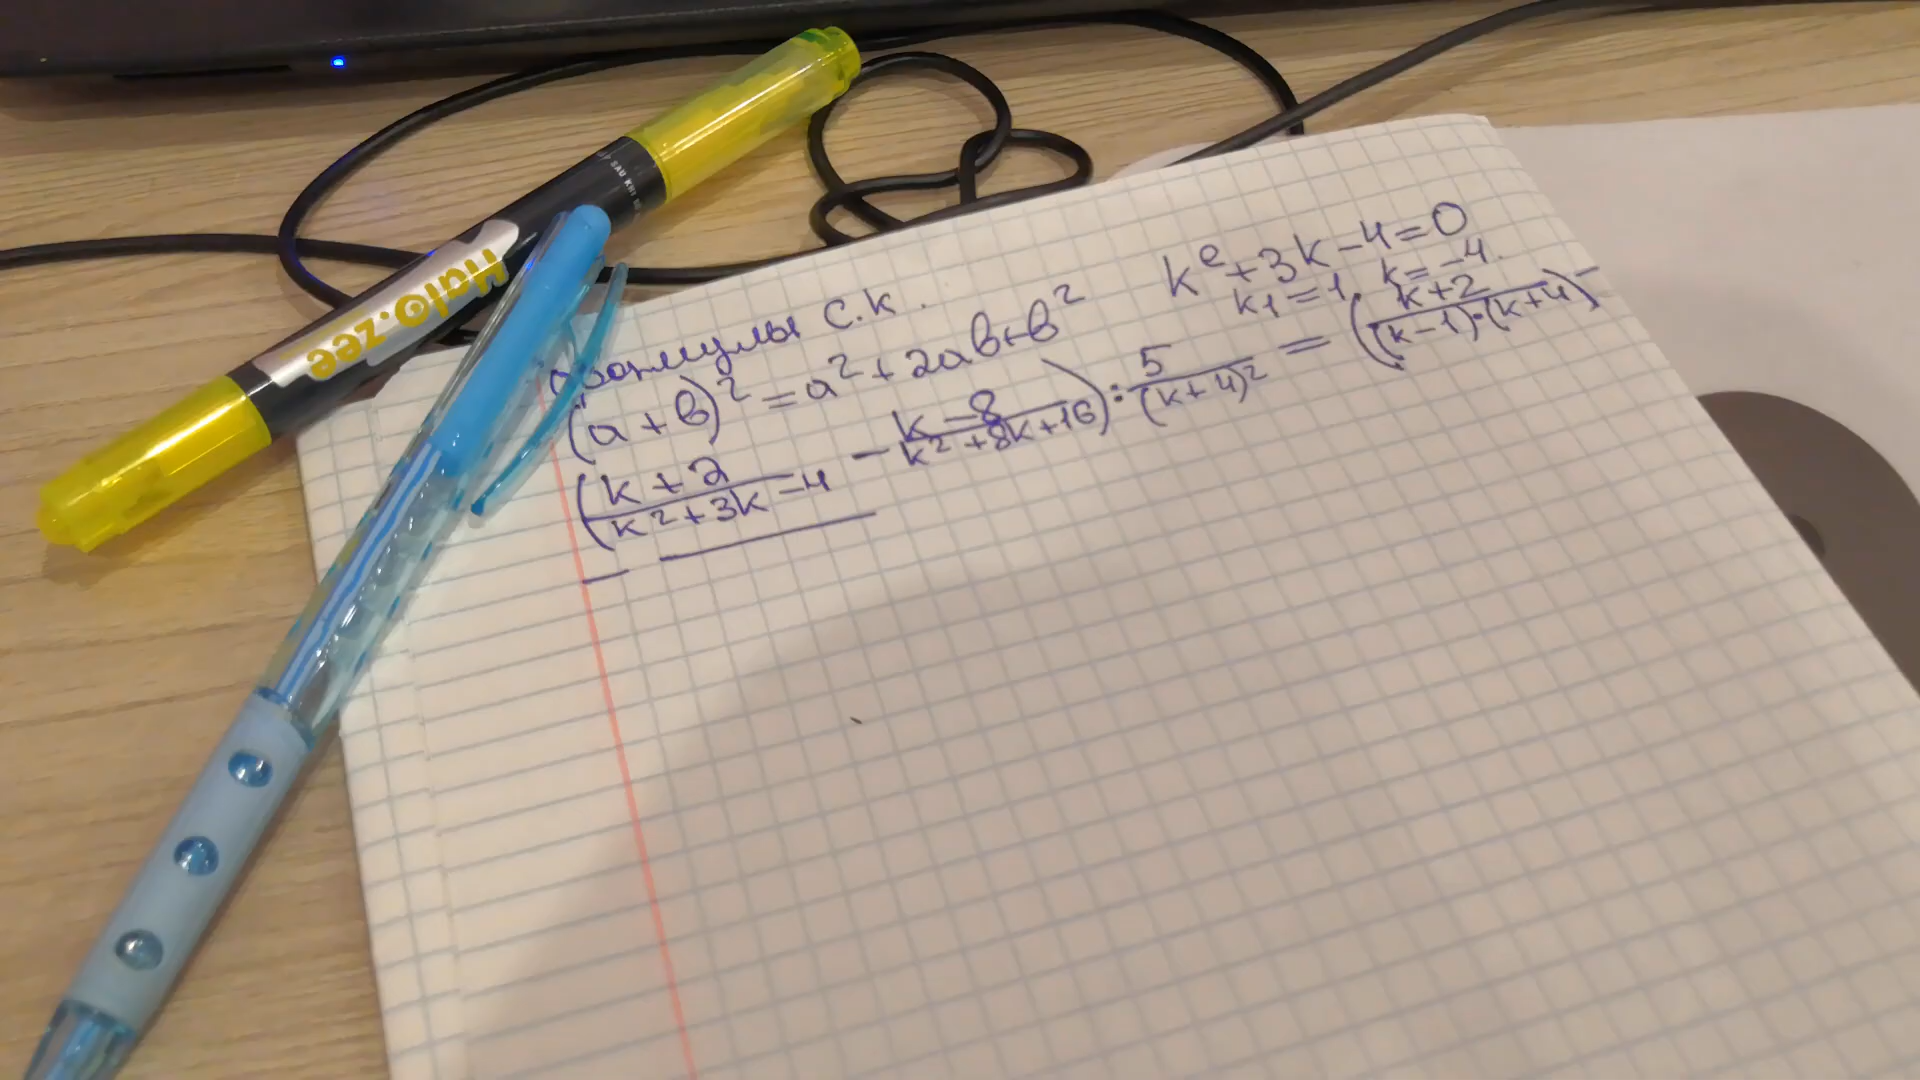 Halo.zee
формулы с.к.
(a+b)² = a² + 2ab + b²
k² + 3k - 4 = 0
k₁ = 1, k = -4.
((k+2)/(k²+3k-4) - (k-8)/(k²+8k+16)) : 5/(k+4)² = ((k+2)/((k-1)·(k+4)) -